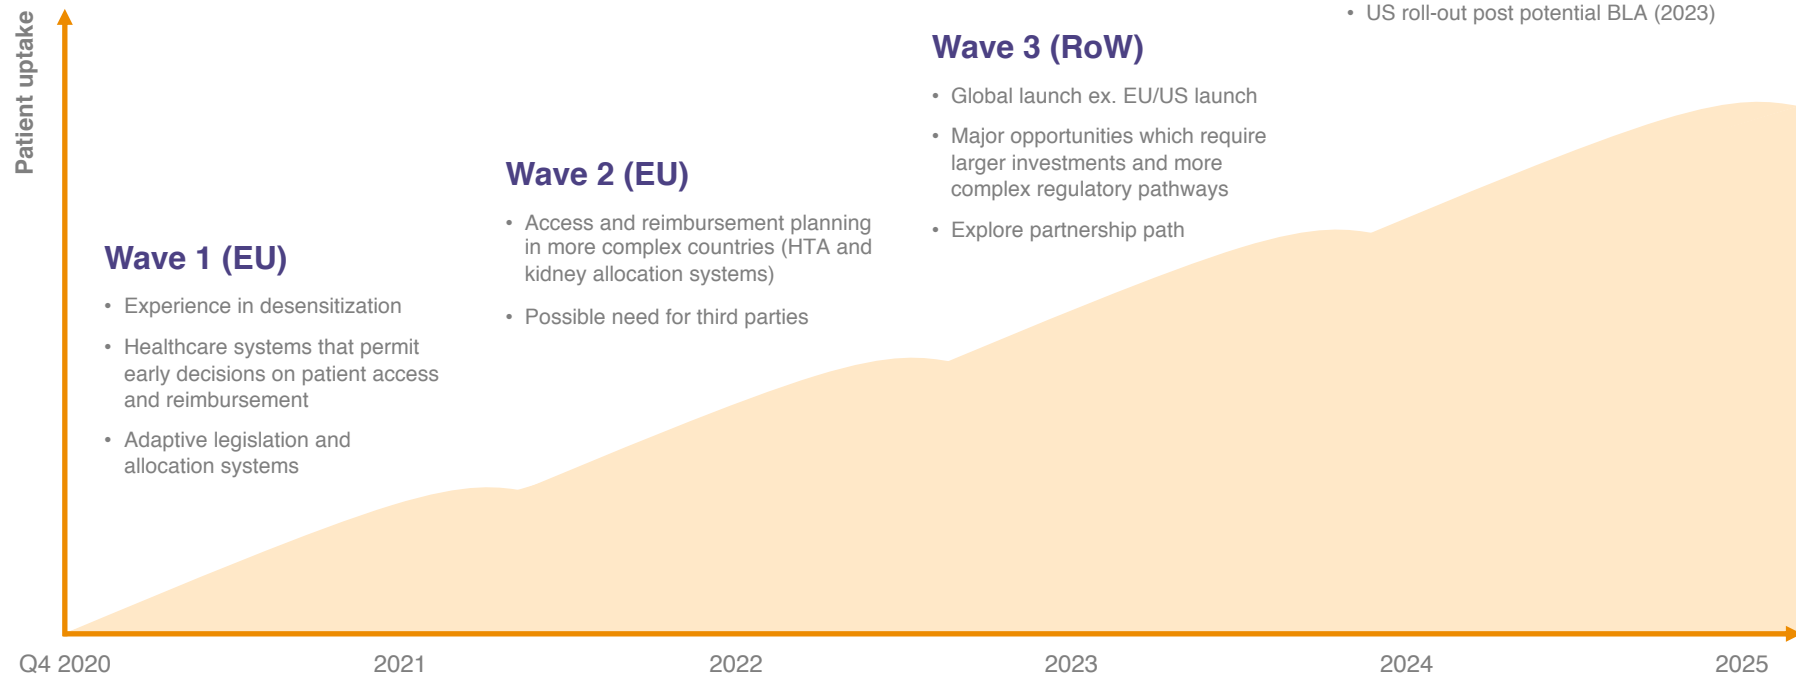 Patient uptake
Wave 1 (EU)
• Experience in desensitization
• Healthcare systems that permit
early decisions on patient access
and reimbursement
• Adaptive legislation and
allocation systems
Wave 2 (EU)
• Access and reimbursement planning
in more complex countries (HTA and
kidney allocation systems)
• Possible need for third parties
Wave 3 (RoW)
• Global launch ex. EU/US launch
• Major opportunities which require
larger investments and more
complex regulatory pathways
• Explore partnership path
• US roll-out post potential BLA (2023)
Q4 2020
2021
2022
2023
2024
2025